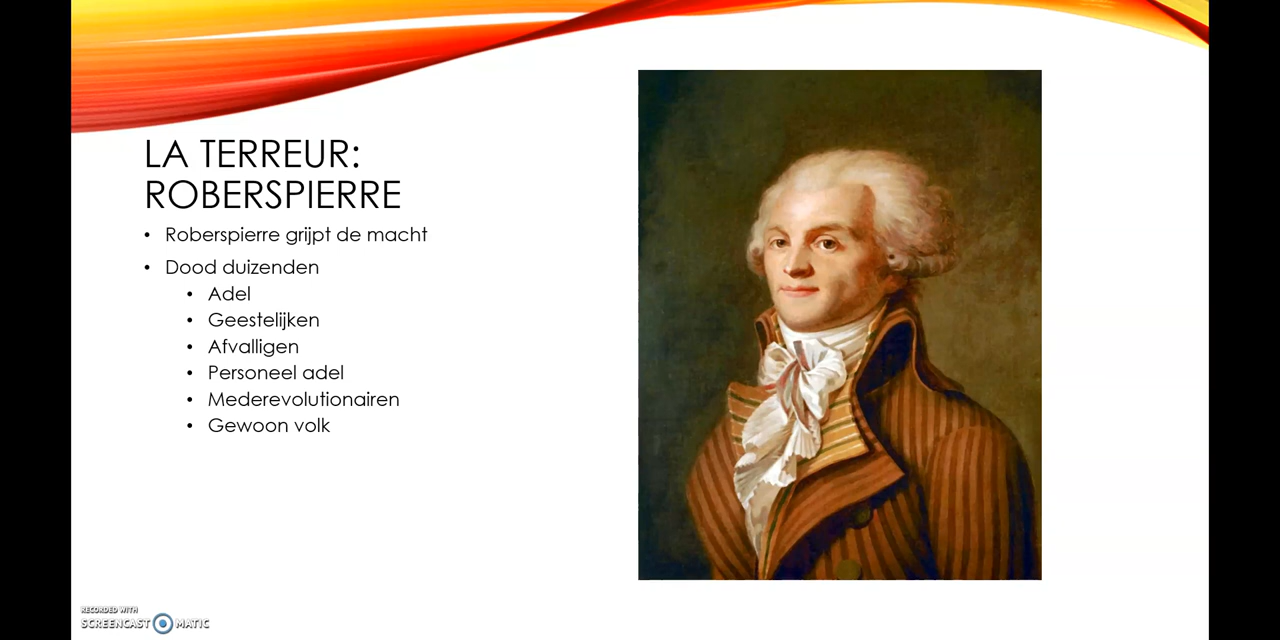 LA TERREUR:
ROBERSPIERRE
• Roberspierre grijpt de macht
• Dood duizenden
• Adel
• Geestelijken
• Afvalligen
• Personeel adel
• Mederevolutionairen
• Gewoon volk
RECORDED WITH
SCREENCAST MATIC